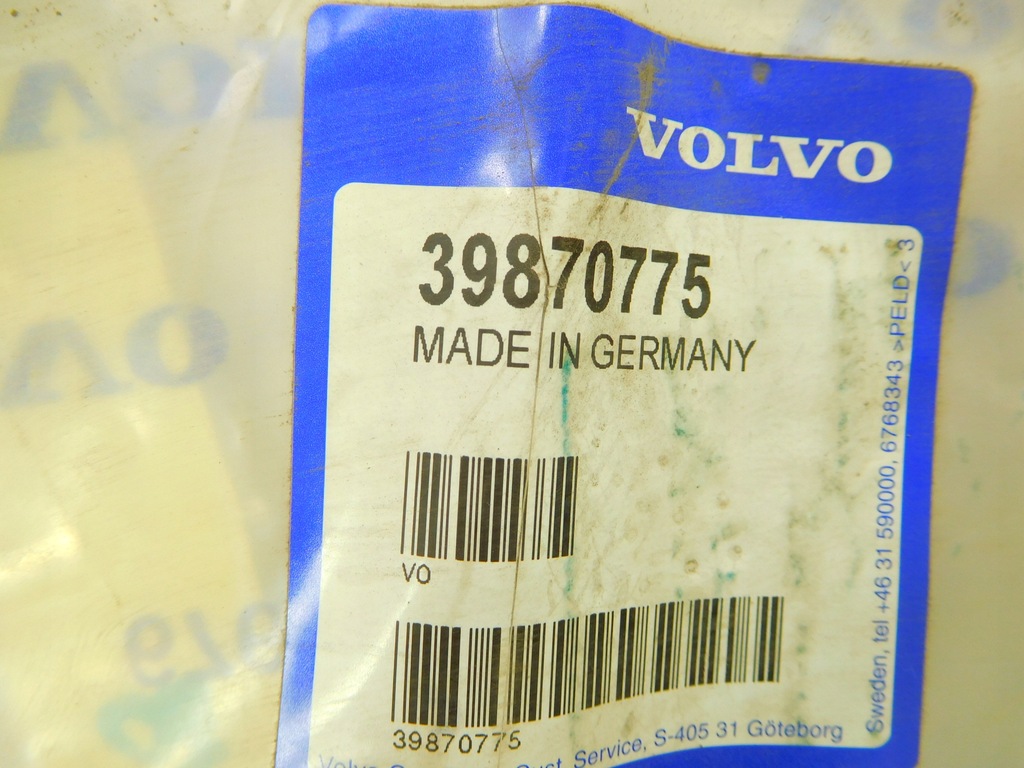 VOLVO
39870775
MADE IN GERMANY
VO
39870775
Volvo Cust. Service, S-405 31 Göteborg
Sweden, tel +46 31 590000, 6768343 >PELD< 3